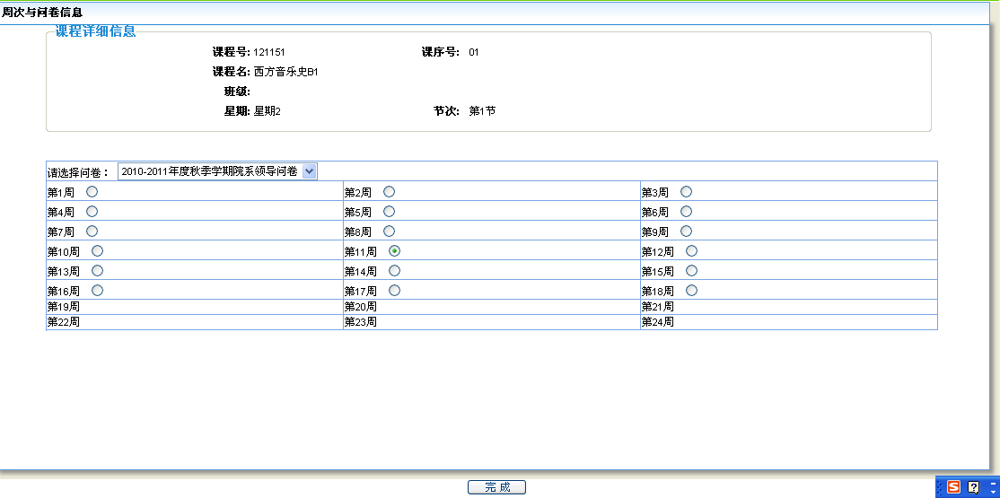 周次与问卷信息
课程详细信息
课程号: 121151 课序号: 01
课程名: 西方音乐史B1
班级:
星期: 星期2 节次: 第1节
请选择问卷: 2010-2011年度秋季学期院系领导问卷
第1周 第2周 第3周
第4周 第5周 第6周
第7周 第8周 第9周
第10周 第11周 第12周
第13周 第14周 第15周
第16周 第17周 第18周
第19周 第20周 第21周
第22周 第23周 第24周
完成
S ?